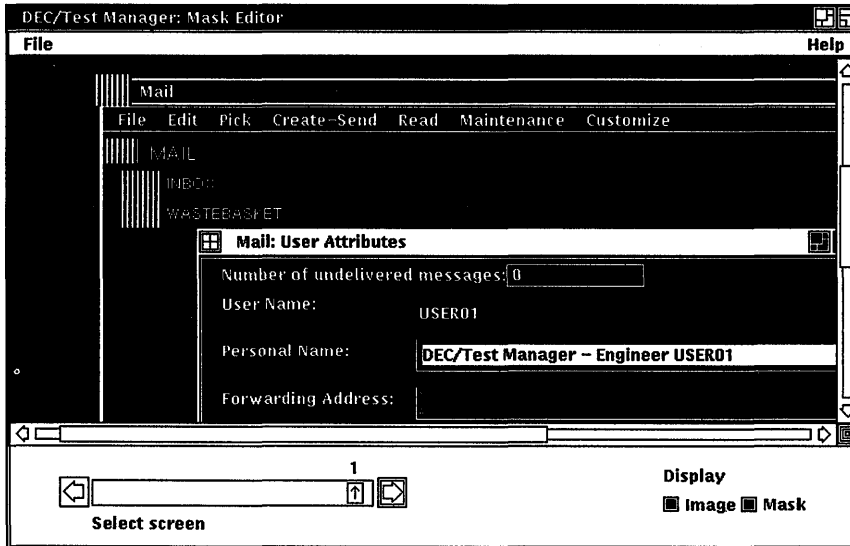 DEC/Test Manager: Mask Editor
File Help
Mail
File Edit Pick Create-Send Read Maintenance Customize
MAIL
INBOX
WASTEBASKET
Mail: User Attributes
Number of undelivered messages: 0
User Name: USER01
Personal Name: DEC/Test Manager - Engineer USER01
Forwarding Address:
1
Select screen
Display
Image Mask